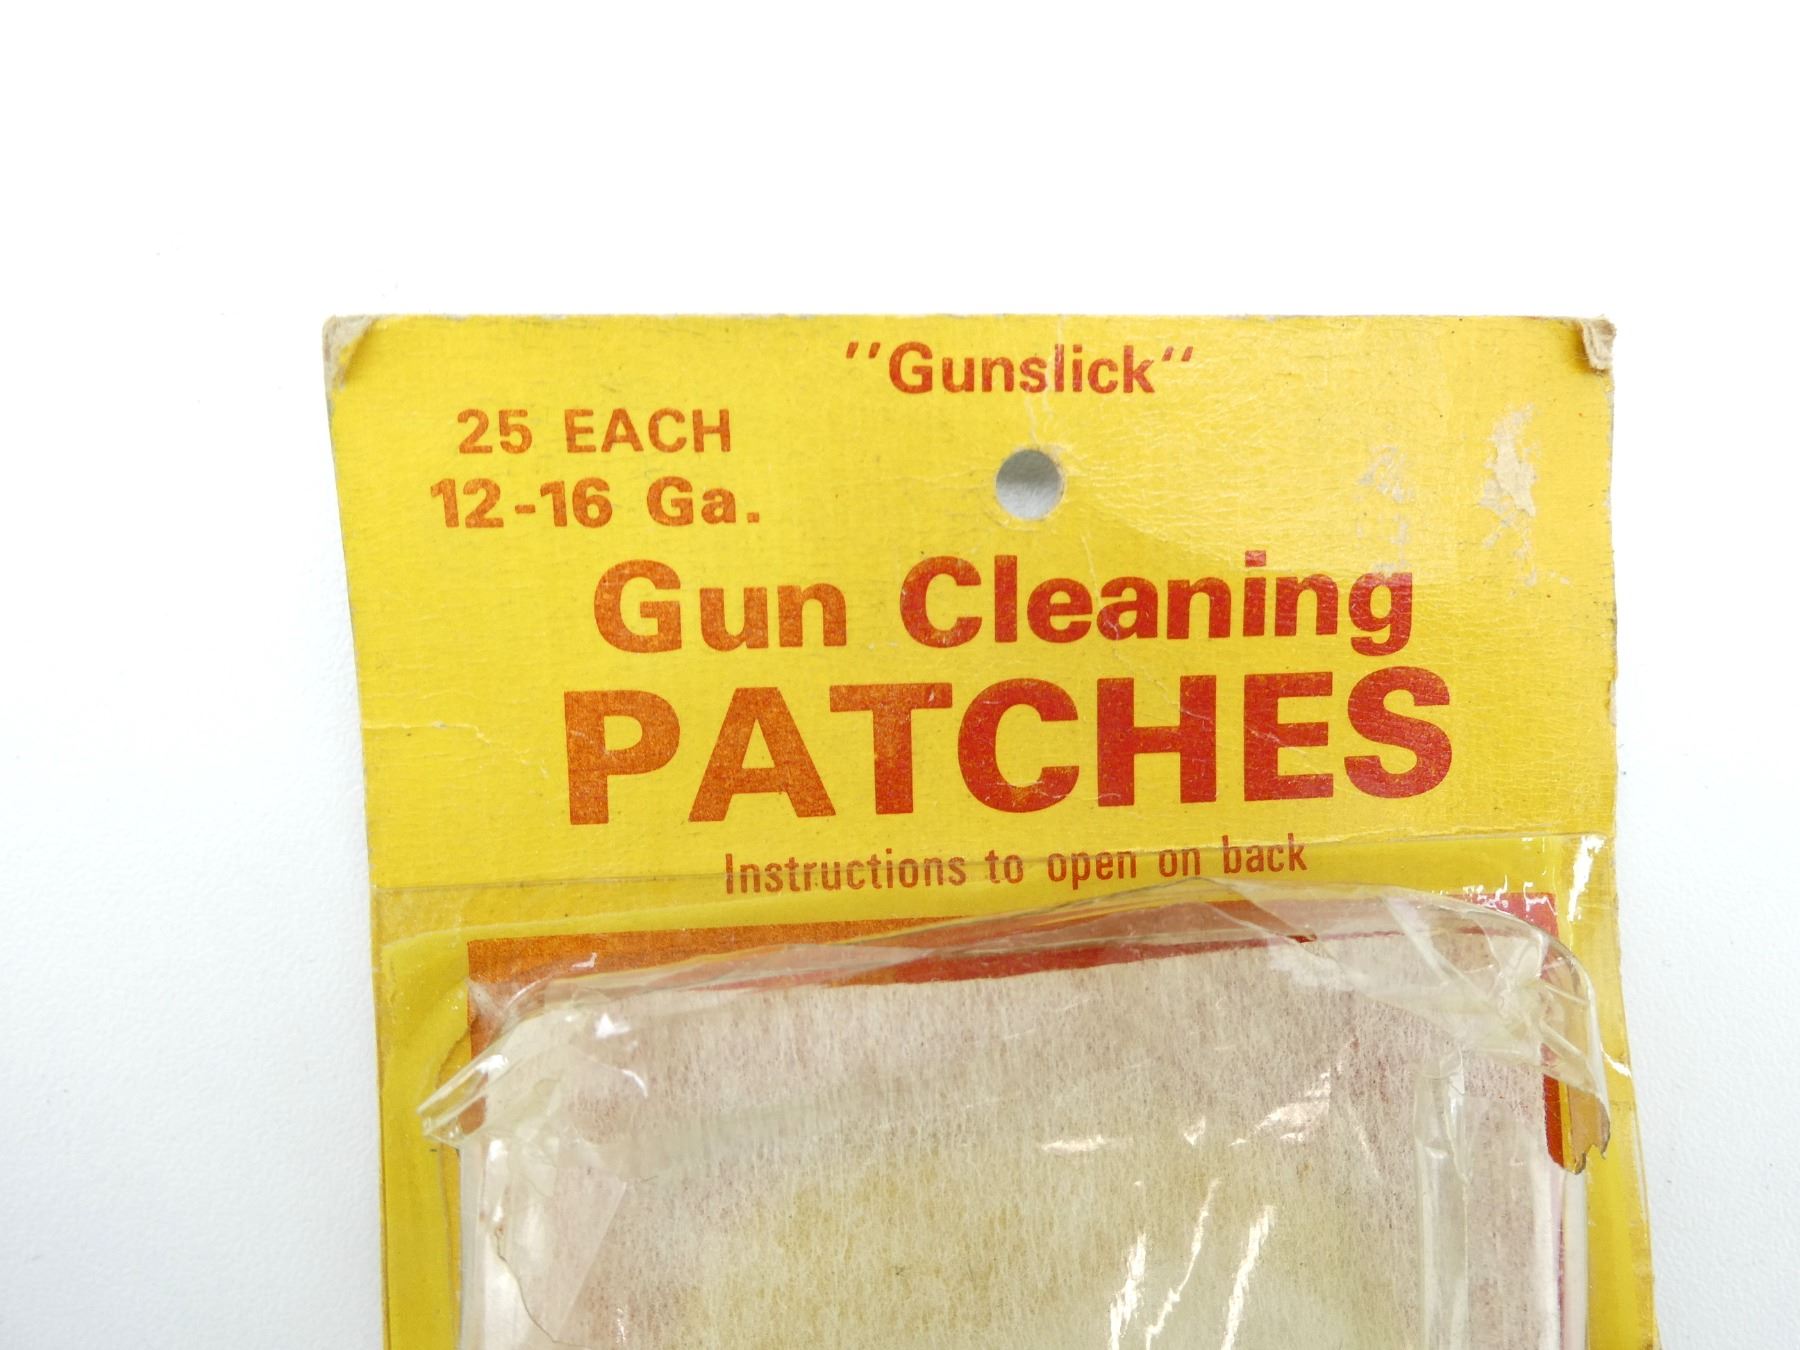 "Gunslick"
25 EACH
12-16 Ga.
Gun Cleaning
PATCHES
Instructions to open on back